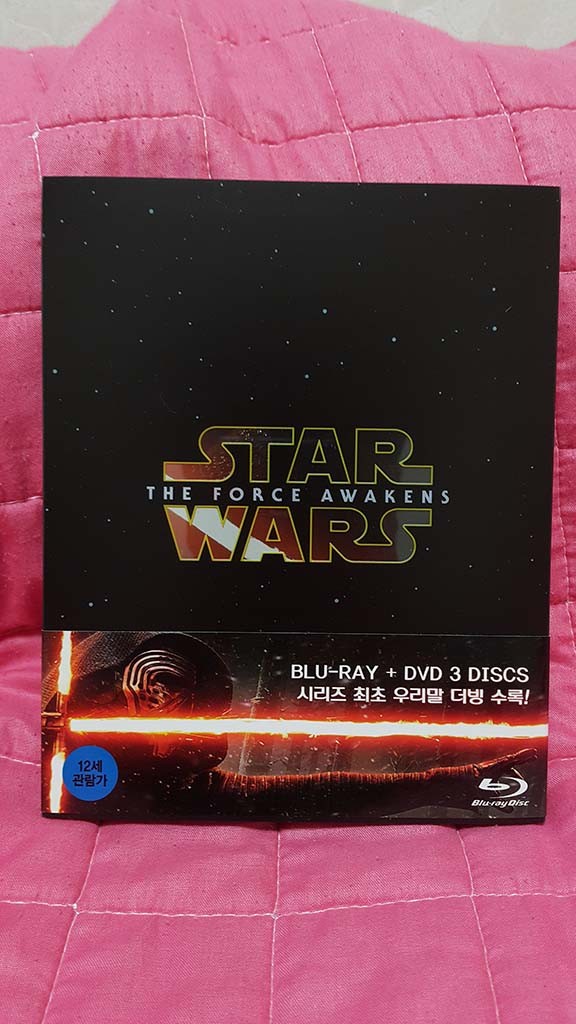 STAR
THE FORCE AWAKENS
WARS
BLU-RAY + DVD 3 DISCS
시리즈 최초 우리말 더빙 수록!
12세
관람가
Blu-ray Disc